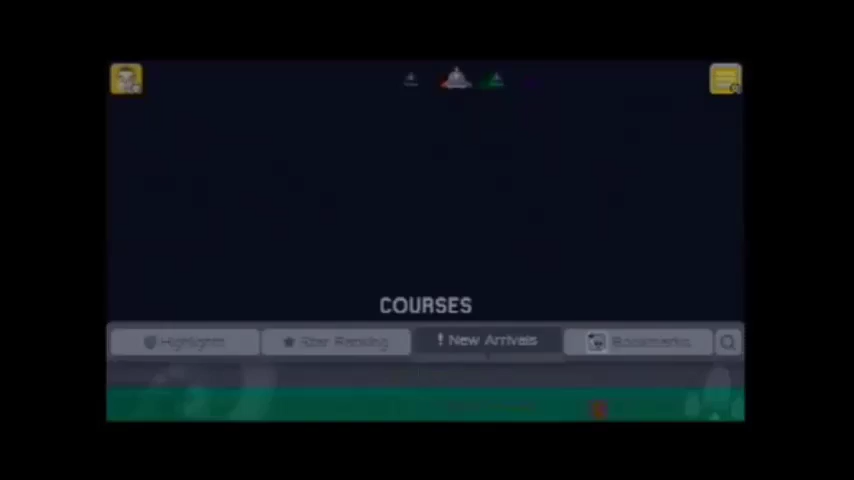 COURSES
Highlights
Star Ranking
! New Arrivals
Bookmarks